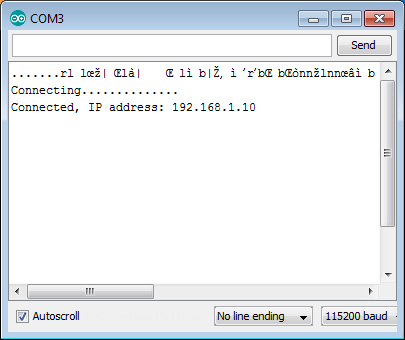 COM3
Send
.......rl lœž| Œlà| Œ lì b|Ž, ì ´r’bŒ bŒònnžlnnœâì b
Connecting..............
Connected, IP address: 192.168.1.10
Autoscroll
No line ending
115200 baud